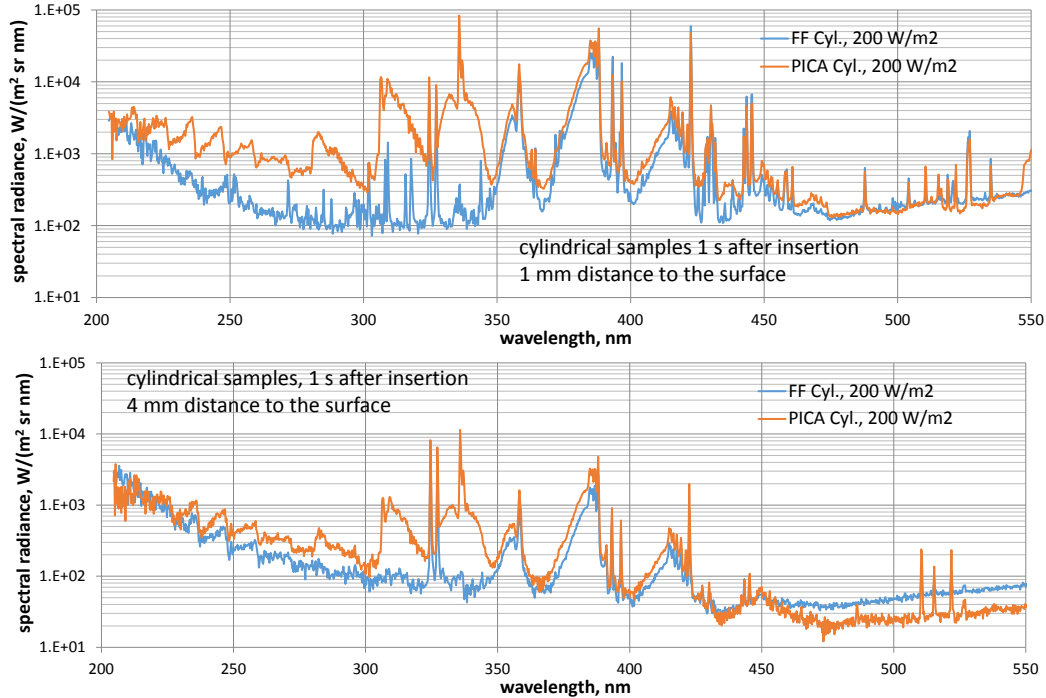 1.E+05
1.E+04
1.E+03
1.E+02
1.E+01
spectral radiance, W/(m² sr nm)
FF Cyl., 200 W/m2
PICA Cyl., 200 W/m2
cylindrical samples 1 s after insertion
1 mm distance to the surface
200 250 300 350 400 450 500 550
wavelength, nm
1.E+05
1.E+04
1.E+03
1.E+02
1.E+01
spectral radiance, W/(m² sr nm)
cylindrical samples, 1 s after insertion
4 mm distance to the surface
FF Cyl., 200 W/m2
PICA Cyl., 200 W/m2
200 250 300 350 400 450 500 550
wavelength, nm